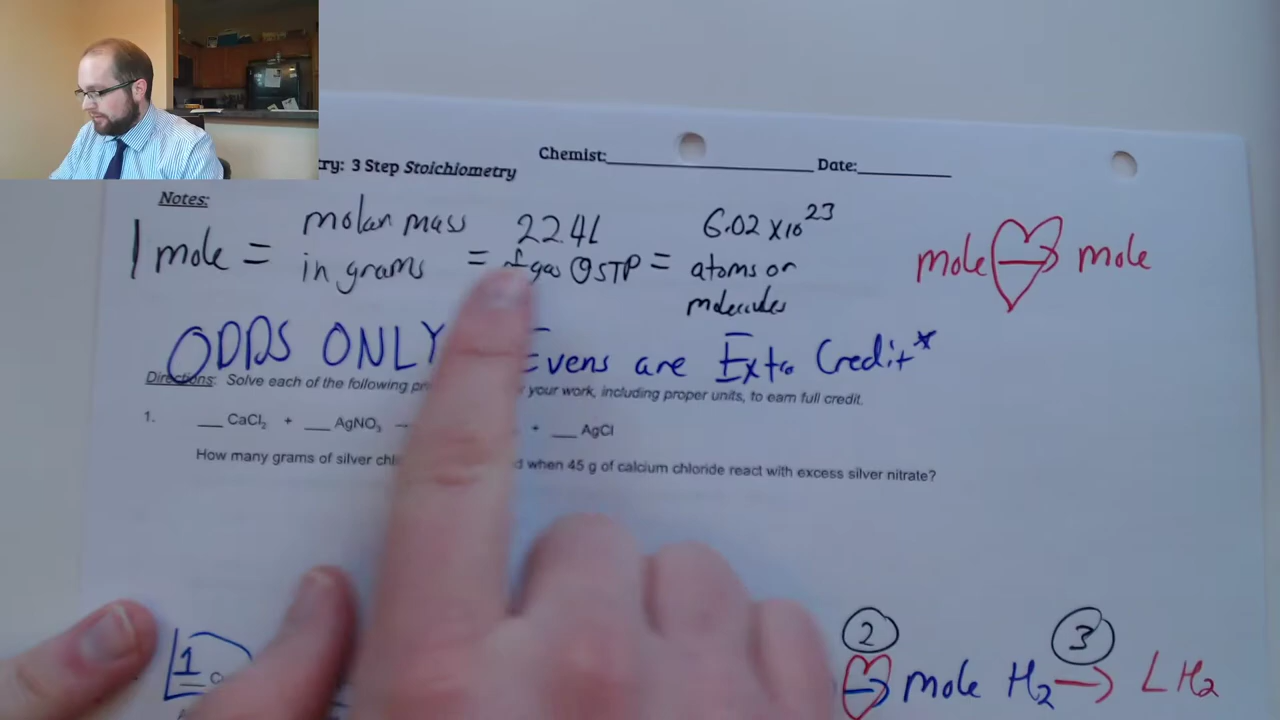 ry: 3 Step Stoichiometry Chemist: Date:
Notes:
1 mole = molar mass in grams = 22.4L of gas @ STP = 6.02 x 10^23 atoms or molecules
mole → mole
ODDS ONLY Evens are Extra Credit*
Directions: Solve each of the following your work, including proper units, to earn full credit.
1. ___ CaCl₂ + ___ AgNO₃ + ___ AgCl
How many grams of silver when 45 g of calcium chloride react with excess silver nitrate?
2 3
1 → mole H₂ → L H₂